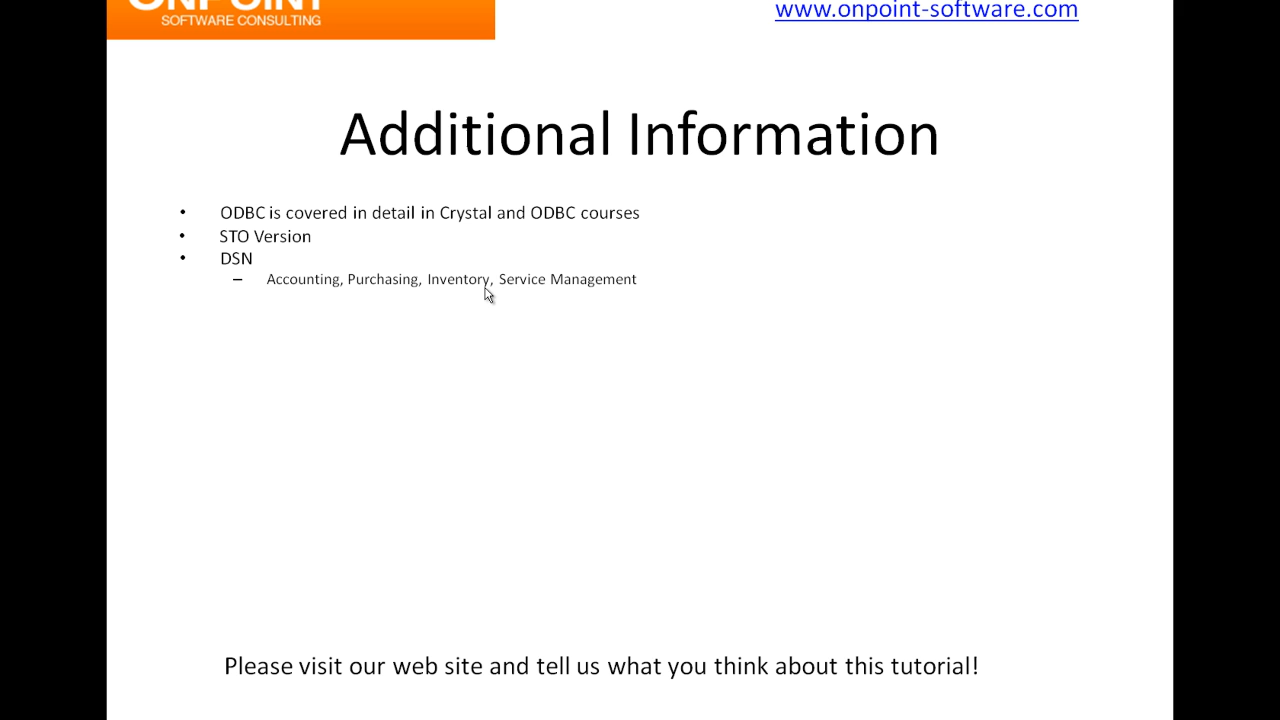 ONPOINT
SOFTWARE CONSULTING
www.onpoint-software.com
Additional Information
• ODBC is covered in detail in Crystal and ODBC courses
• STO Version
• DSN
– Accounting, Purchasing, Inventory, Service Management
Please visit our web site and tell us what you think about this tutorial!